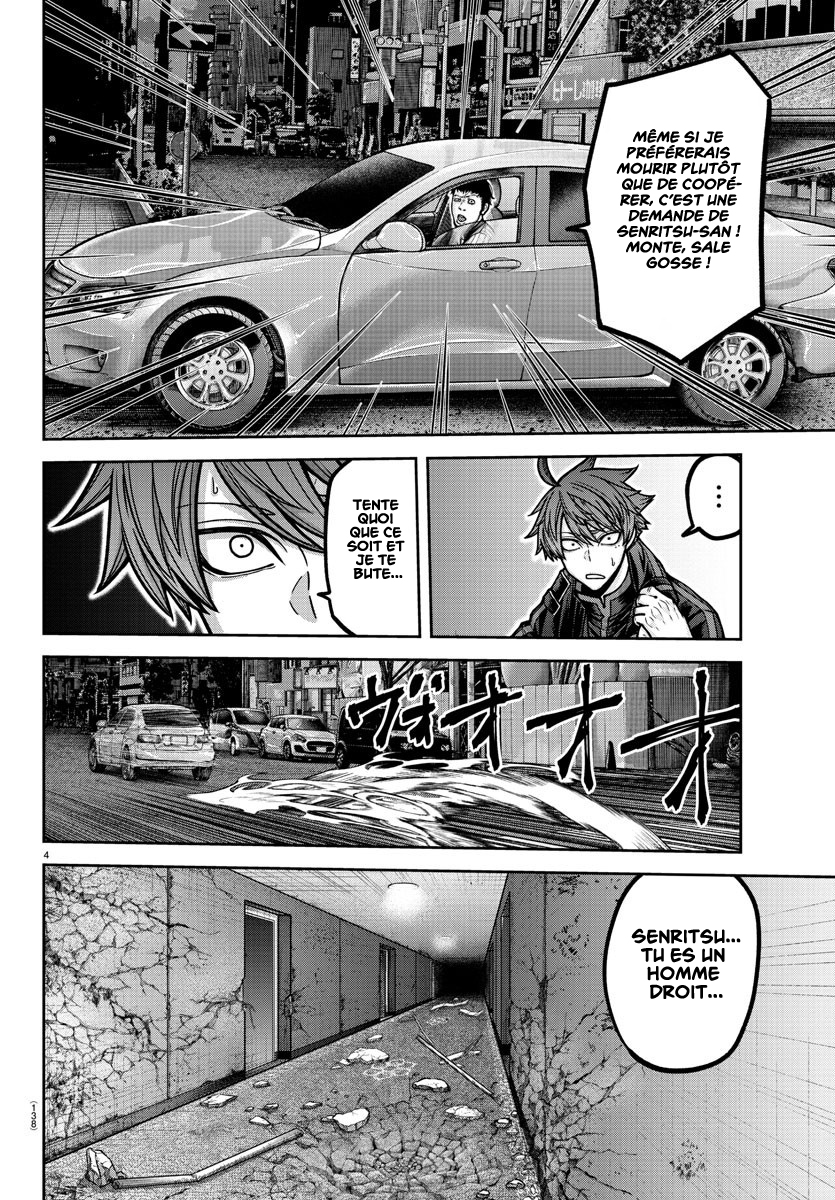 MÊME SI JE
PRÉFÉRERAIS
MOURIR PLUTÔT
QUE DE COOPÉ-
RER, C'EST UNE
DEMANDE DE
SENRITSU-SAN !
MONTE, SALE
GOSSE !
...
TENTE
QUOI
QUE CE
SOIT ET
JE TE
BUTE...
ヴォオオオ
4
SENRITSU...
TU ES UN
HOMME
DROIT...
(138)